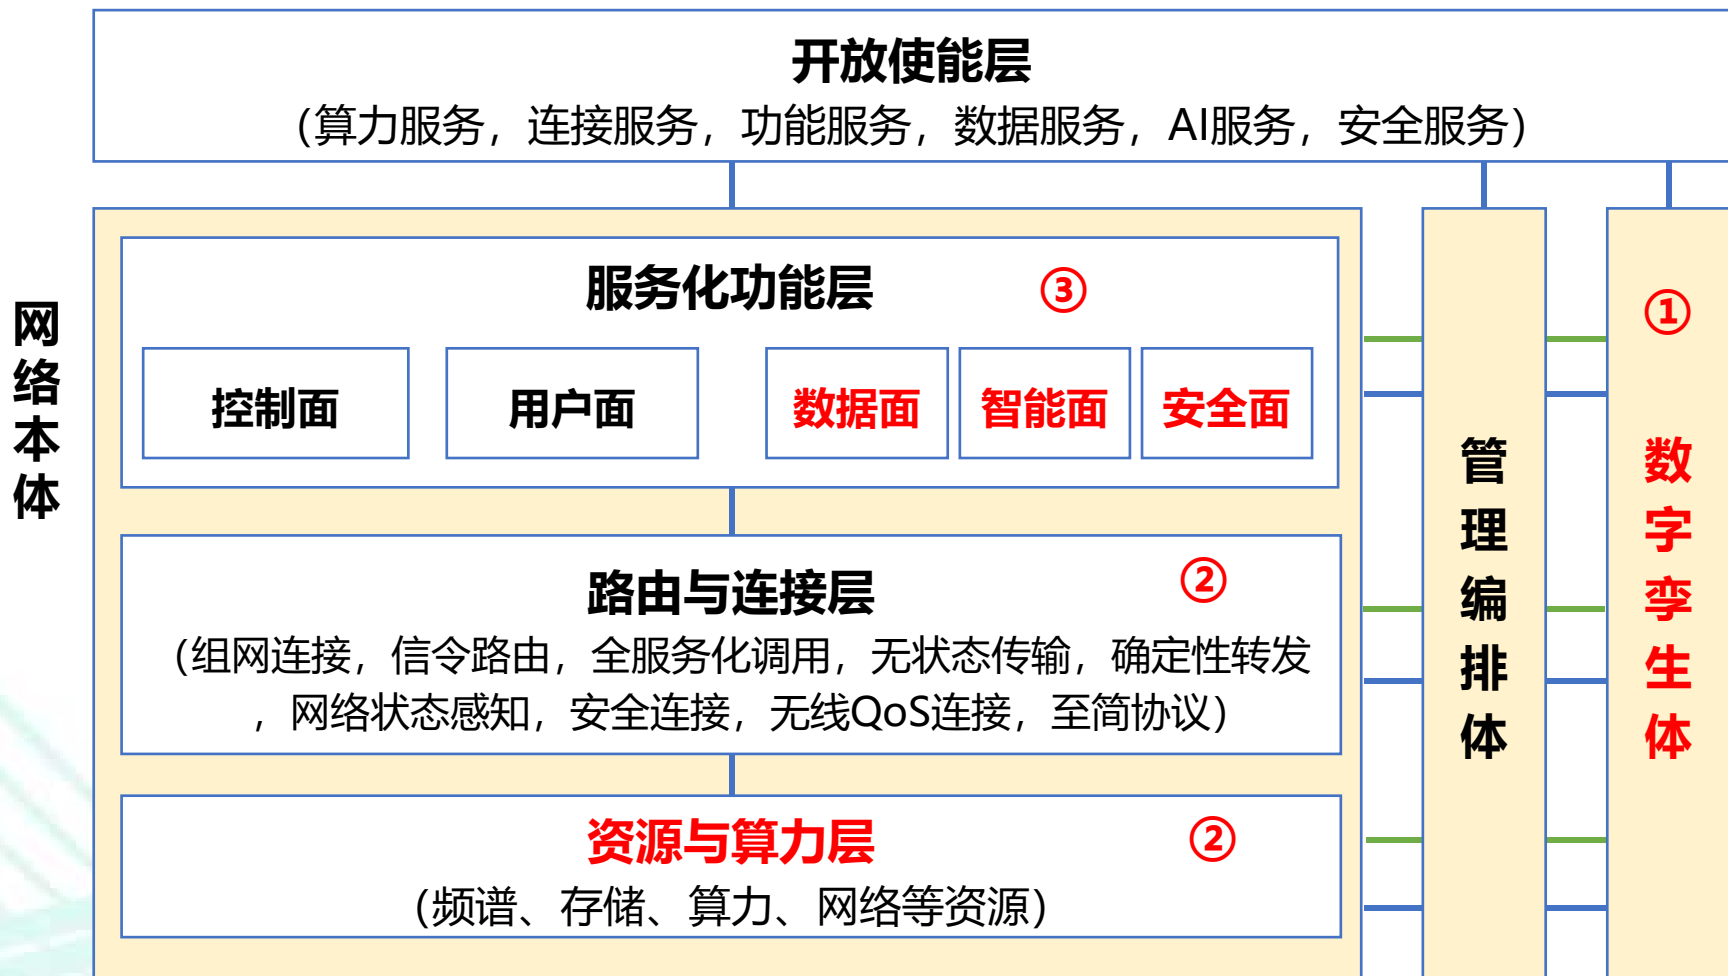 开放使能层
（算力服务，连接服务，功能服务，数据服务，AI服务，安全服务）
网络本体
服务化功能层 ③
控制面 用户面 数据面 智能面 安全面
路由与连接层 ②
（组网连接，信令路由，全服务化调用，无状态传输，确定性转发
，网络状态感知，安全连接，无线QoS连接，至简协议）
资源与算力层 ②
（频谱、存储、算力、网络等资源）
管理编排体
①
数字孪生体